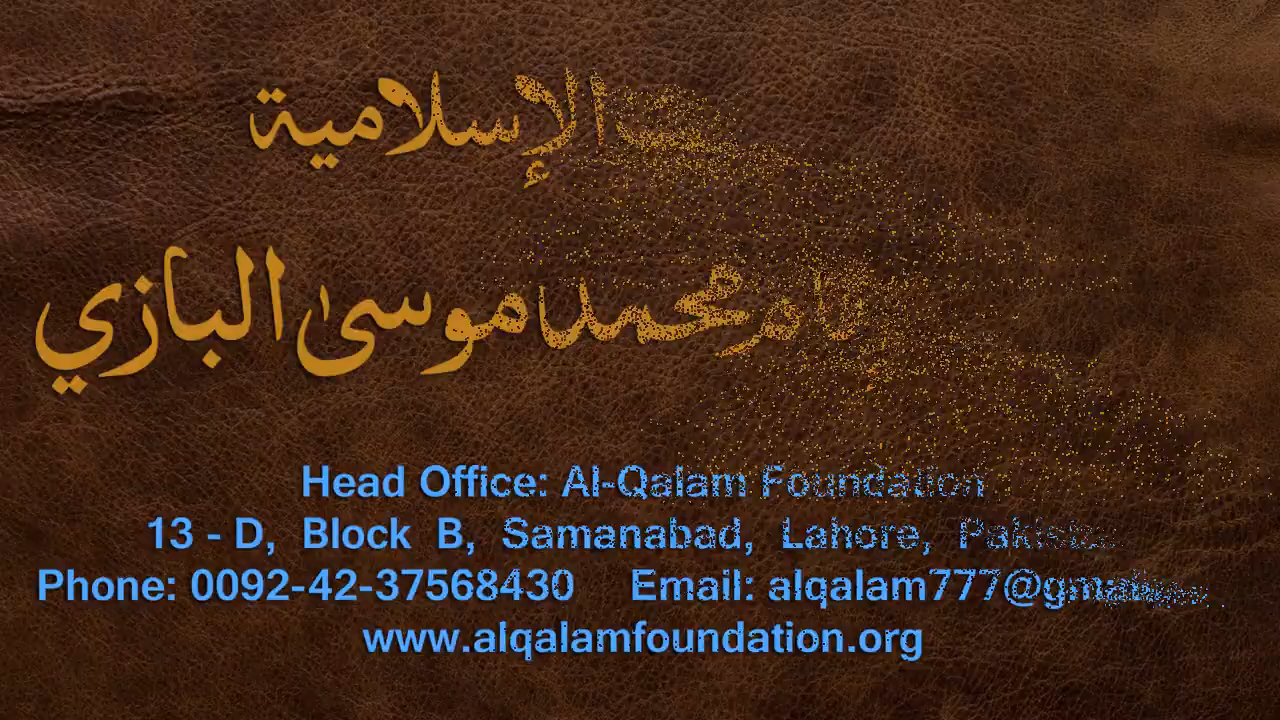 الإسلامية
محمد موسىٰ البازي
Head Office: Al-Qalam Foundation
13 - D, Block B, Samanabad, Lahore,
Phone: 0092-42-37568430 Email:
www.alqalamfoundation.org